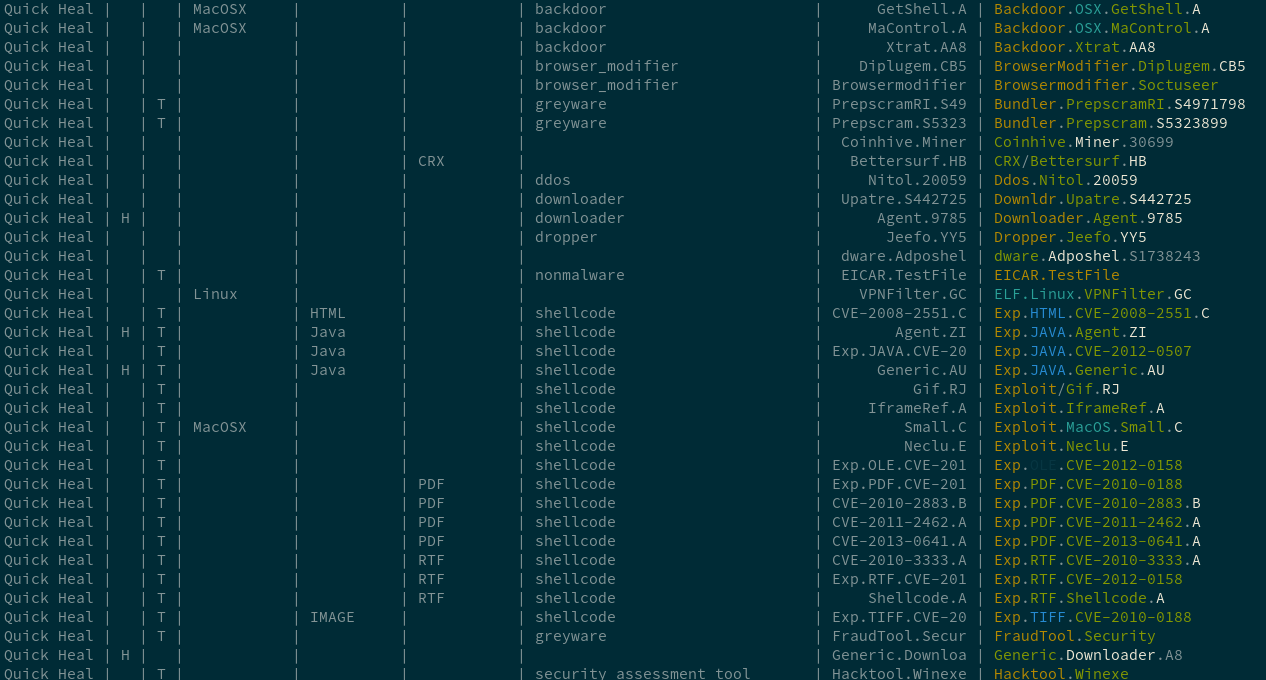 Quick Heal | | | MacOSX | | | backdoor | GetShell.A | Backdoor.OSX.GetShell.A
Quick Heal | | | MacOSX | | | backdoor | MaControl.A | Backdoor.OSX.MaControl.A
Quick Heal | | | | | | backdoor | Xtrat.AA8 | Backdoor.Xtrat.AA8
Quick Heal | | | | | | browser_modifier | Diplugem.CB5 | BrowserModifier.Diplugem.CB5
Quick Heal | | | | | | browser_modifier | Browsermodifier | Browsermodifier.Soctuseer
Quick Heal | | T | | | | greyware | PrepscramRI.S49 | Bundler.PrepscramRI.S4971798
Quick Heal | | T | | | | greyware | Prepscram.S5323 | Bundler.Prepscram.S5323899
Quick Heal | | | | | | | Coinhive.Miner | Coinhive.Miner.30699
Quick Heal | | | | | CRX | | Bettersurf.HB | CRX/Bettersurf.HB
Quick Heal | | | | | | ddos | Nitol.20059 | Ddos.Nitol.20059
Quick Heal | | | | | | downloader | Upatre.S442725 | Downldr.Upatre.S442725
Quick Heal | H | | | | | downloader | Agent.9785 | Downloader.Agent.9785
Quick Heal | | | | | | dropper | Jeefo.YY5 | Dropper.Jeefo.YY5
Quick Heal | | | | | | | dware.Adposhel | dware.Adposhel.S1738243
Quick Heal | | T | | | | nonmalware | EICAR.TestFile | EICAR.TestFile
Quick Heal | | | Linux | | | | VPNFilter.GC | ELF.Linux.VPNFilter.GC
Quick Heal | | T | | HTML | | shellcode | CVE-2008-2551.C | Exp.HTML.CVE-2008-2551.C
Quick Heal | H | T | | Java | | shellcode | Agent.ZI | Exp.JAVA.Agent.ZI
Quick Heal | | T | | Java | | shellcode | Exp.JAVA.CVE-20 | Exp.JAVA.CVE-2012-0507
Quick Heal | H | T | | Java | | shellcode | Generic.AU | Exp.JAVA.Generic.AU
Quick Heal | | T | | | | shellcode | Gif.RJ | Exploit/Gif.RJ
Quick Heal | | T | | | | shellcode | IframeRef.A | Exploit.IframeRef.A
Quick Heal | | T | MacOSX | | | shellcode | Small.C | Exploit.MacOS.Small.C
Quick Heal | | T | | | | shellcode | Neclu.E | Exploit.Neclu.E
Quick Heal | | T | | | | shellcode | Exp.OLE.CVE-201 | Exp.OLE.CVE-2012-0158
Quick Heal | | T | | | PDF | shellcode | Exp.PDF.CVE-201 | Exp.PDF.CVE-2010-0188
Quick Heal | | T | | | PDF | shellcode | CVE-2010-2883.B | Exp.PDF.CVE-2010-2883.B
Quick Heal | | T | | | PDF | shellcode | CVE-2011-2462.A | Exp.PDF.CVE-2011-2462.A
Quick Heal | | T | | | PDF | shellcode | CVE-2013-0641.A | Exp.PDF.CVE-2013-0641.A
Quick Heal | | T | | | RTF | shellcode | CVE-2010-3333.A | Exp.RTF.CVE-2010-3333.A
Quick Heal | | T | | | RTF | shellcode | Exp.RTF.CVE-201 | Exp.RTF.CVE-2012-0158
Quick Heal | | T | | | RTF | shellcode | Shellcode.A | Exp.RTF.Shellcode.A
Quick Heal | | T | | IMAGE | | shellcode | Exp.TIFF.CVE-20 | Exp.TIFF.CVE-2010-0188
Quick Heal | | T | | | | greyware | FraudTool.Secur | FraudTool.Security
Quick Heal | H | | | | | | Generic.Downloa | Generic.Downloader.A8
Quick Heal | | T | | | | security_assessment_tool | Hacktool.Winexe | Hacktool.Winexe